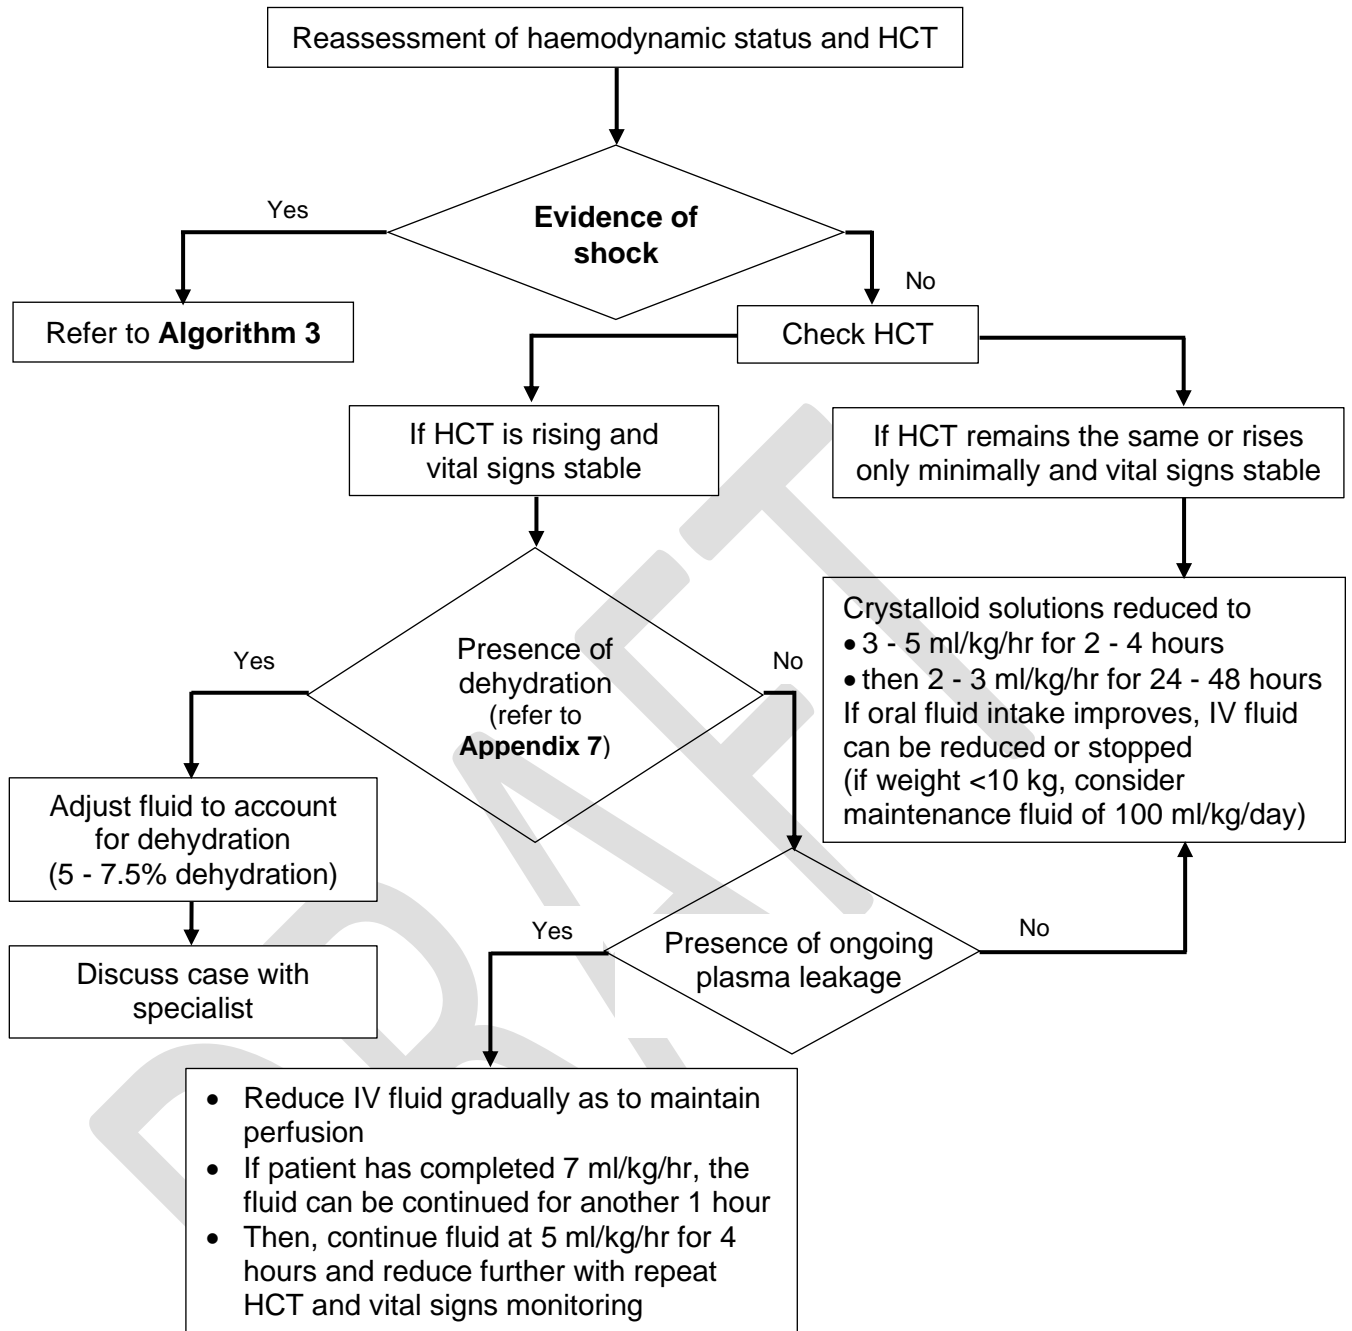 Reassessment of haemodynamic status and HCT
Yes
Evidence of
shock
No
Refer to Algorithm 3
Check HCT
If HCT is rising and
vital signs stable
If HCT remains the same or rises
only minimally and vital signs stable
Yes
Presence of
dehydration
(refer to
Appendix 7)
No
Crystalloid solutions reduced to
• 3 - 5 ml/kg/hr for 2 - 4 hours
• then 2 - 3 ml/kg/hr for 24 - 48 hours
If oral fluid intake improves, IV fluid
can be reduced or stopped
(if weight <10 kg, consider
maintenance fluid of 100 ml/kg/day)
Adjust fluid to account
for dehydration
(5 - 7.5% dehydration)
Discuss case with
specialist
Yes
Presence of ongoing
plasma leakage
No
• Reduce IV fluid gradually as to maintain
perfusion
• If patient has completed 7 ml/kg/hr, the
fluid can be continued for another 1 hour
• Then, continue fluid at 5 ml/kg/hr for 4
hours and reduce further with repeat
HCT and vital signs monitoring
DRAFT